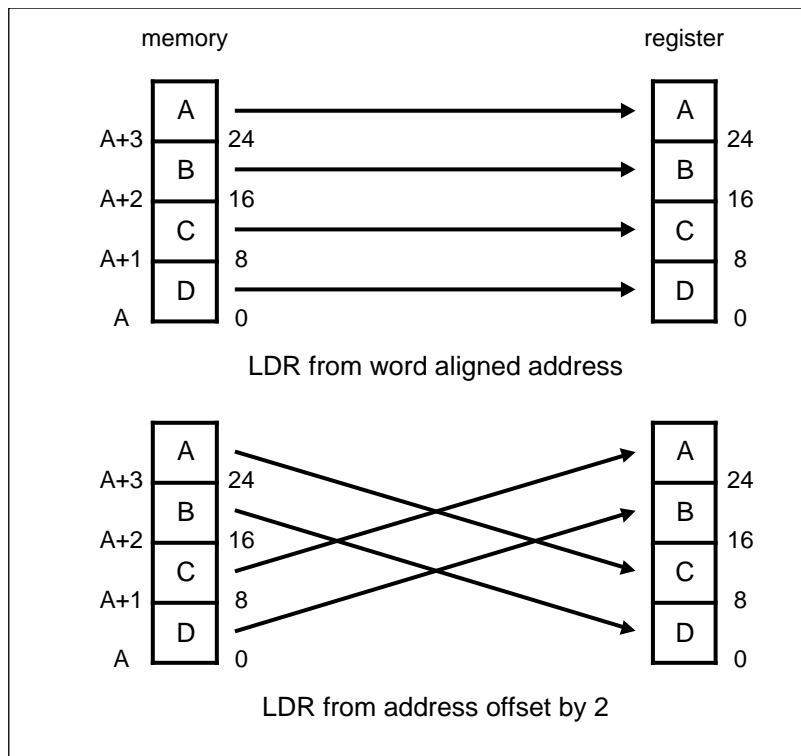 memory register
A A
A+3 24 24
B B
A+2 16 16
C C
A+1 8 8
D D
A 0 0
LDR from word aligned address
A A
A+3 24 24
B B
A+2 16 16
C C
A+1 8 8
D D
A 0 0
LDR from address offset by 2